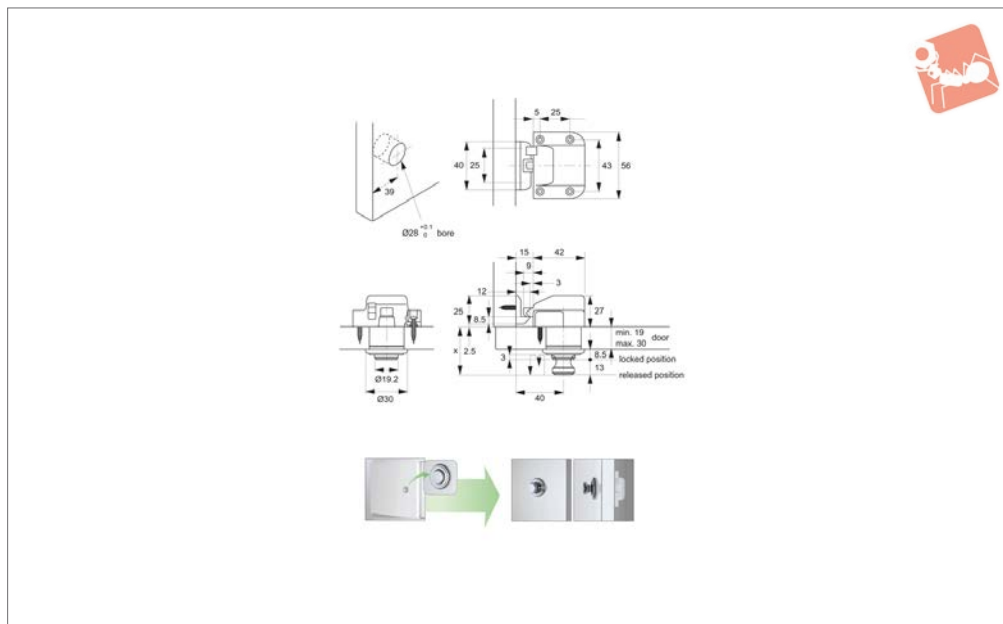 5 25
40 25 43 56
39
Ø28 +0.1 0 bore
15 42
9
3
12
25 27
8.5
min. 19 door
max. 30
x 2.5
8.5
3 locked position
13
released position
Ø19.2
40
Ø30